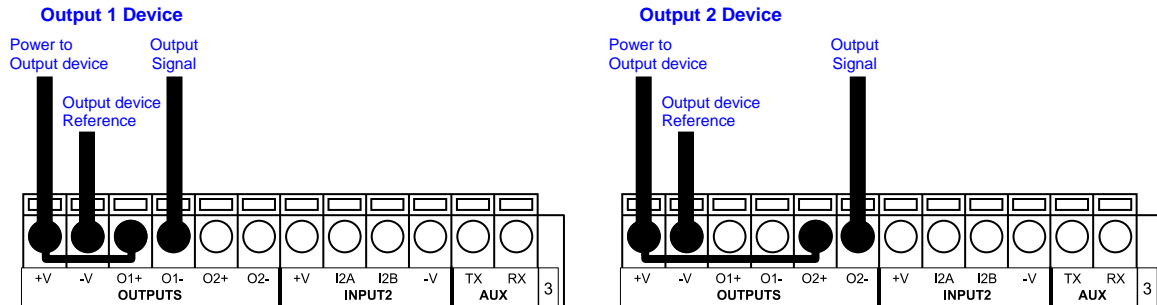 Output 1 Device
Power to
Output device
Output
Signal
Output device
Reference
+V -V O1+ O1- O2+ O2- +V I2A I2B -V TX RX
OUTPUTS INPUT2 AUX 3
Output 2 Device
Power to
Output device
Output
Signal
Output device
Reference
+V -V O1+ O1- O2+ O2- +V I2A I2B -V TX RX
OUTPUTS INPUT2 AUX 3